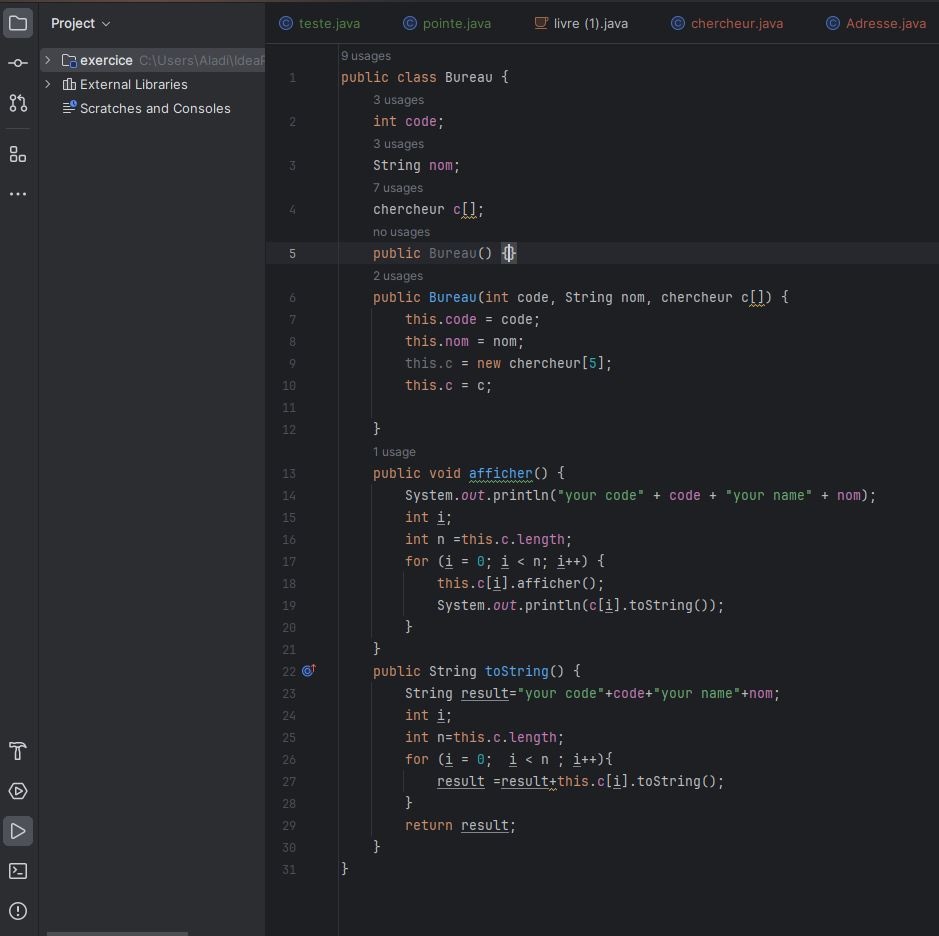 Project
teste.java pointe.java livre (1).java chercheur.java Adresse.java
exercice C:\Users\Aladi\IdeaP
External Libraries
Scratches and Consoles
9 usages
1 public class Bureau {
3 usages
2 int code;
3 usages
3 String nom;
7 usages
4 chercheur c[];
no usages
5 public Bureau() {}
2 usages
6 public Bureau(int code, String nom, chercheur c[]) {
7 this.code = code;
8 this.nom = nom;
9 this.c = new chercheur[5];
10 this.c = c;
11
12 }
1 usage
13 public void afficher() {
14 System.out.println("your code" + code + "your name" + nom);
15 int i;
16 int n =this.c.length;
17 for (i = 0; i < n; i++) {
18 this.c[i].afficher();
19 System.out.println(c[i].toString());
20 }
21 }
22 public String toString() {
23 String result="your code"+code+"your name"+nom;
24 int i;
25 int n=this.c.length;
26 for (i = 0;  i < n ; i++){
27 result =result+this.c[i].toString();
28 }
29 return result;
30 }
31 }